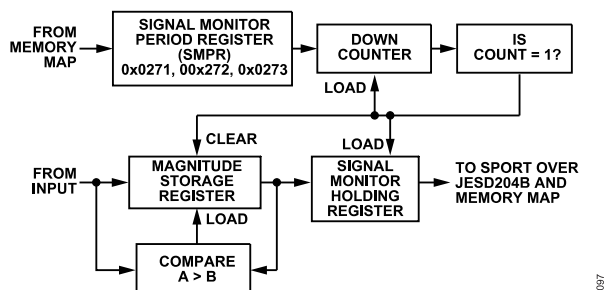 FROM
MEMORY
MAP
SIGNAL MONITOR
PERIOD REGISTER
(SMPR)
0x0271, 00x272, 0x0273
DOWN
COUNTER
IS
COUNT = 1?
LOAD
CLEAR
LOAD
FROM
INPUT
MAGNITUDE
STORAGE
REGISTER
SIGNAL
MONITOR
HOLDING
REGISTER
TO SPORT OVER
JESD204B AND
MEMORY MAP
LOAD
COMPARE
A > B
097